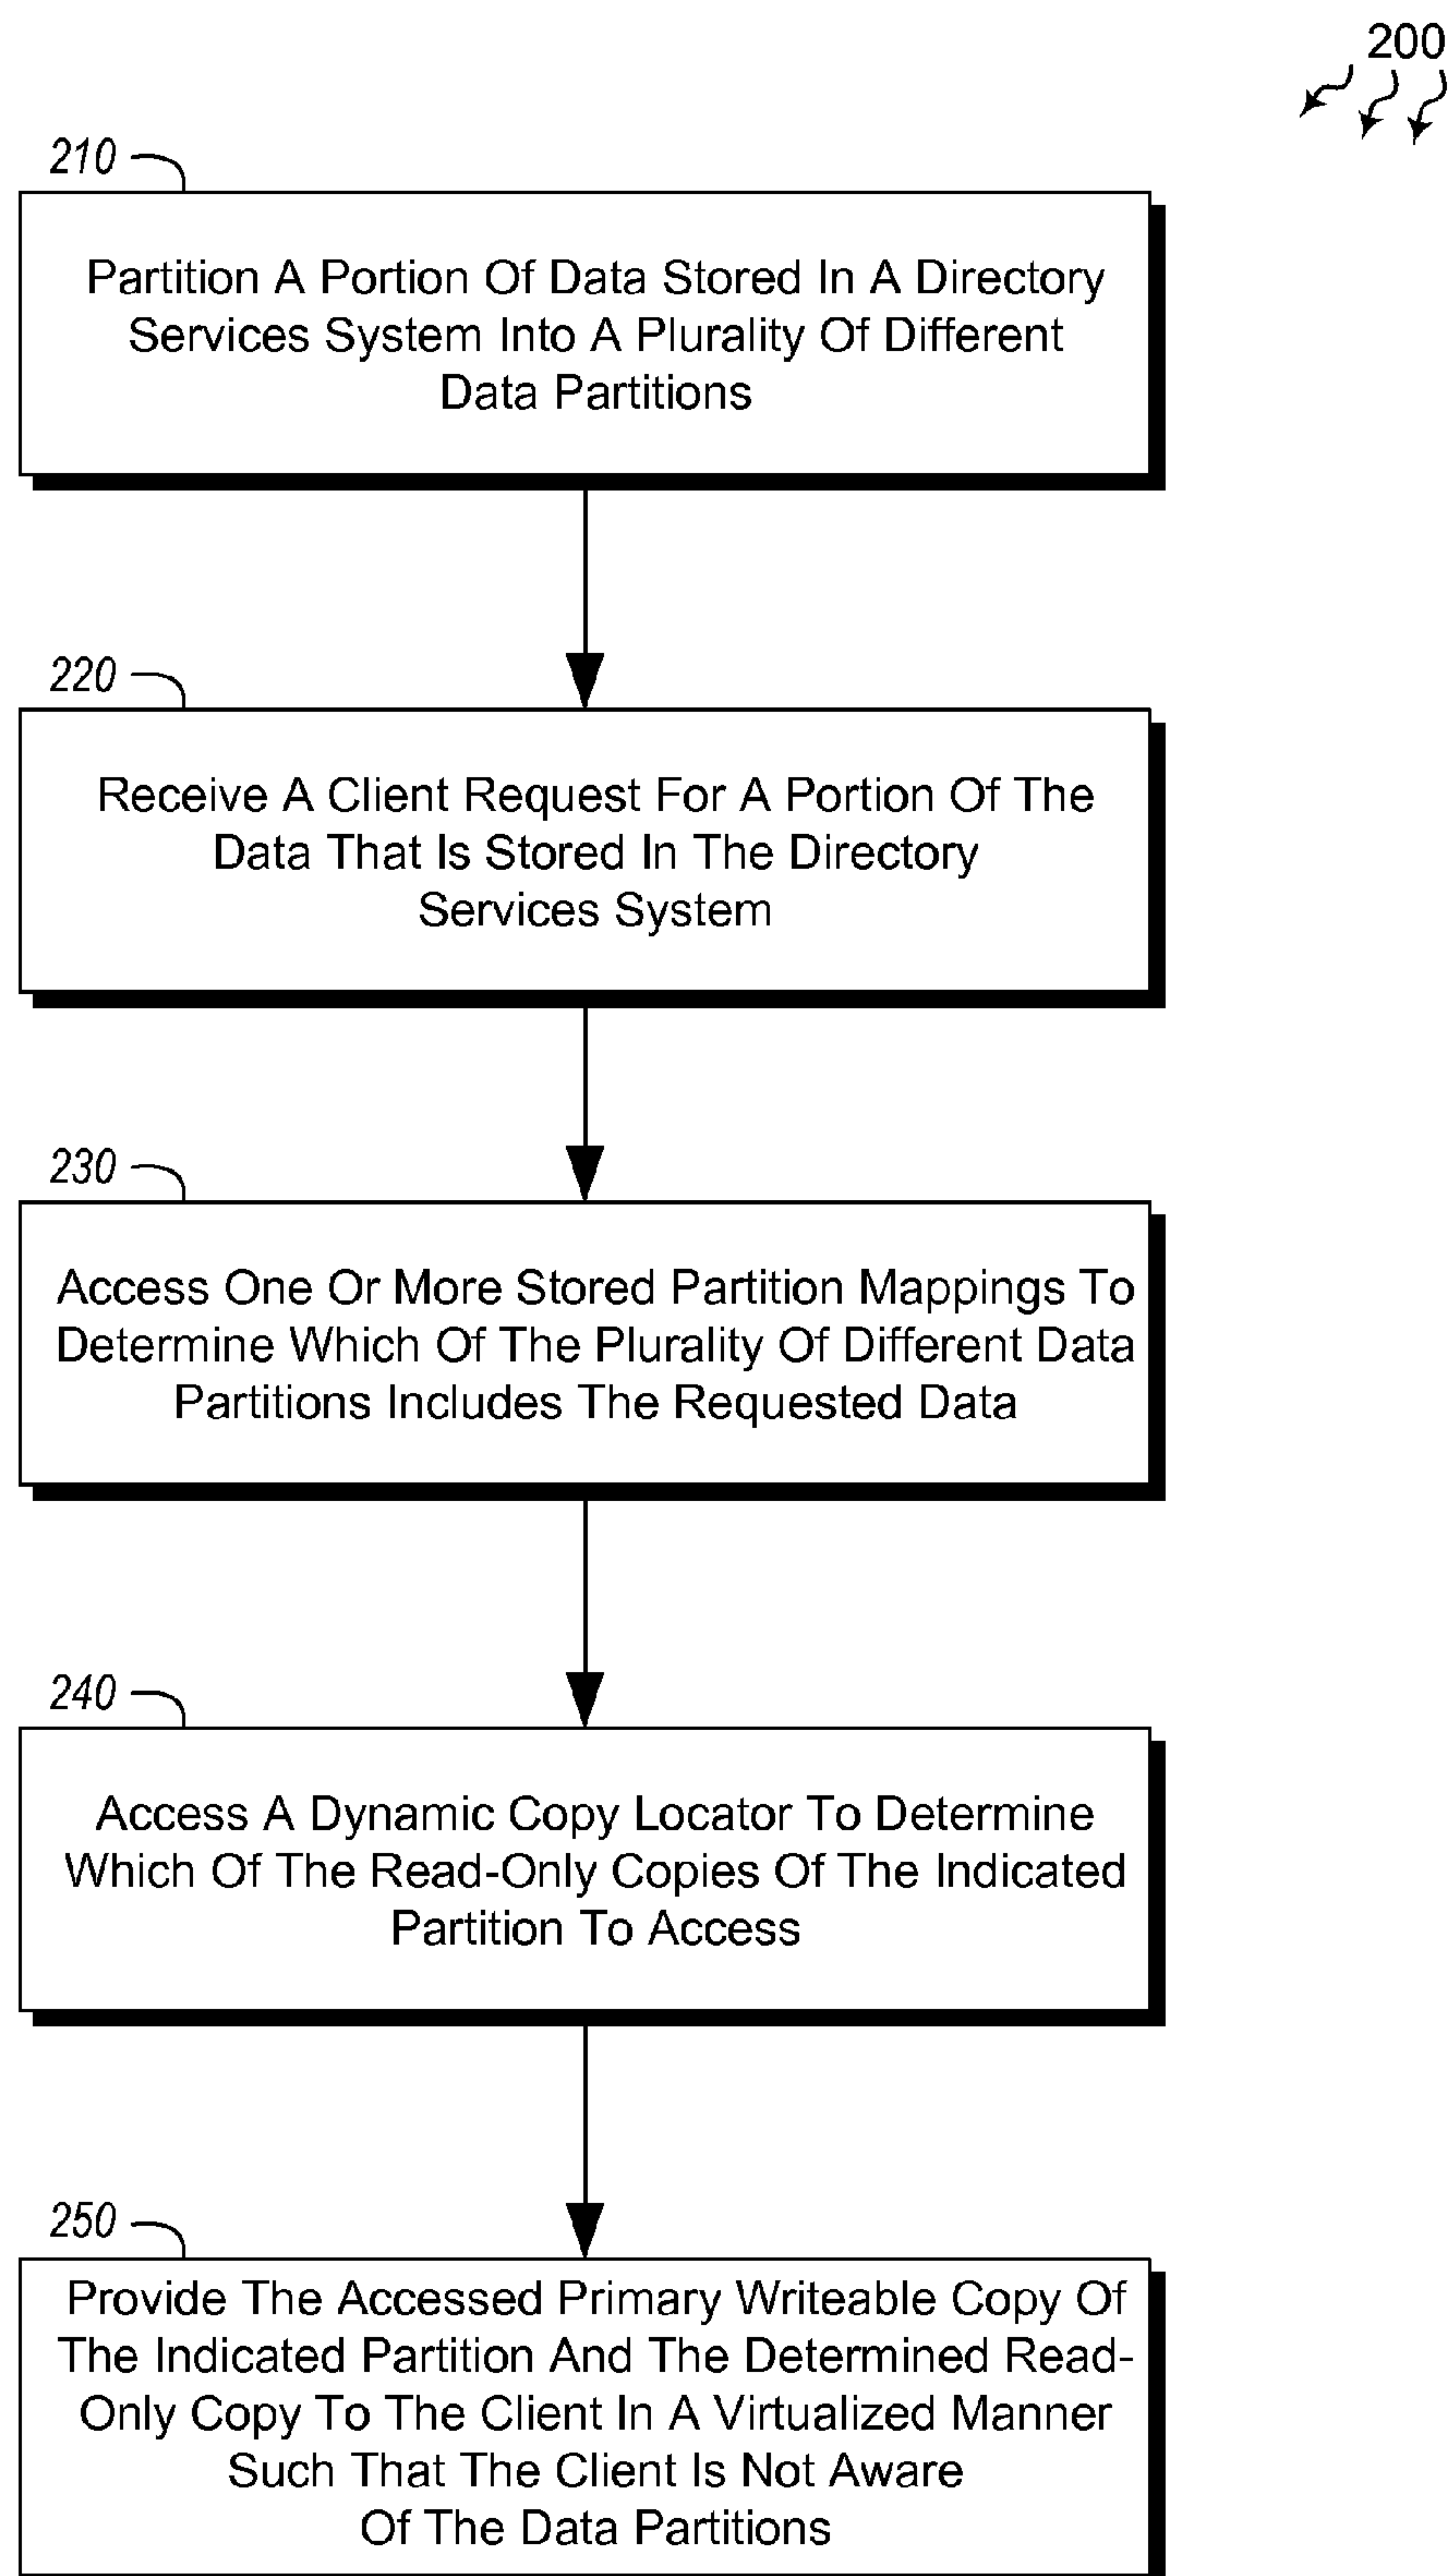 200
210
Partition A Portion Of Data Stored In A Directory
Services System Into A Plurality Of Different
Data Partitions
220
Receive A Client Request For A Portion Of The
Data That Is Stored In The Directory
Services System
230
Access One Or More Stored Partition Mappings To
Determine Which Of The Plurality Of Different Data
Partitions Includes The Requested Data
240
Access A Dynamic Copy Locator To Determine
Which Of The Read-Only Copies Of The Indicated
Partition To Access
250
Provide The Accessed Primary Writeable Copy Of
The Indicated Partition And The Determined Read-
Only Copy To The Client In A Virtualized Manner
Such That The Client Is Not Aware
Of The Data Partitions